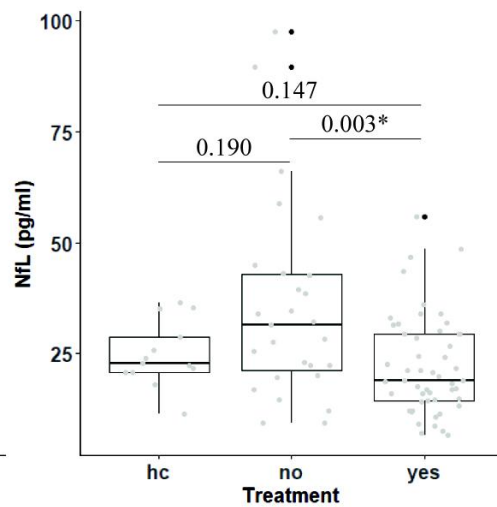 100
0.147
75
0.003*
0.190
NfL (pg/ml)
50
25
hc
no
yes
Treatment